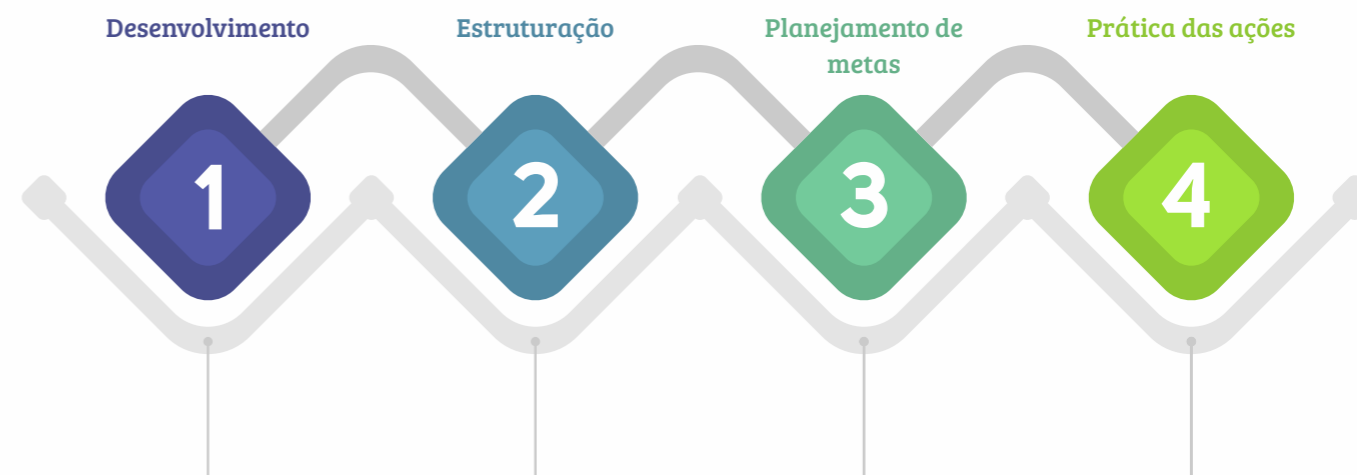 Desenvolvimento
Estruturação
Planejamento de
metas
Prática das ações
1
2
3
4